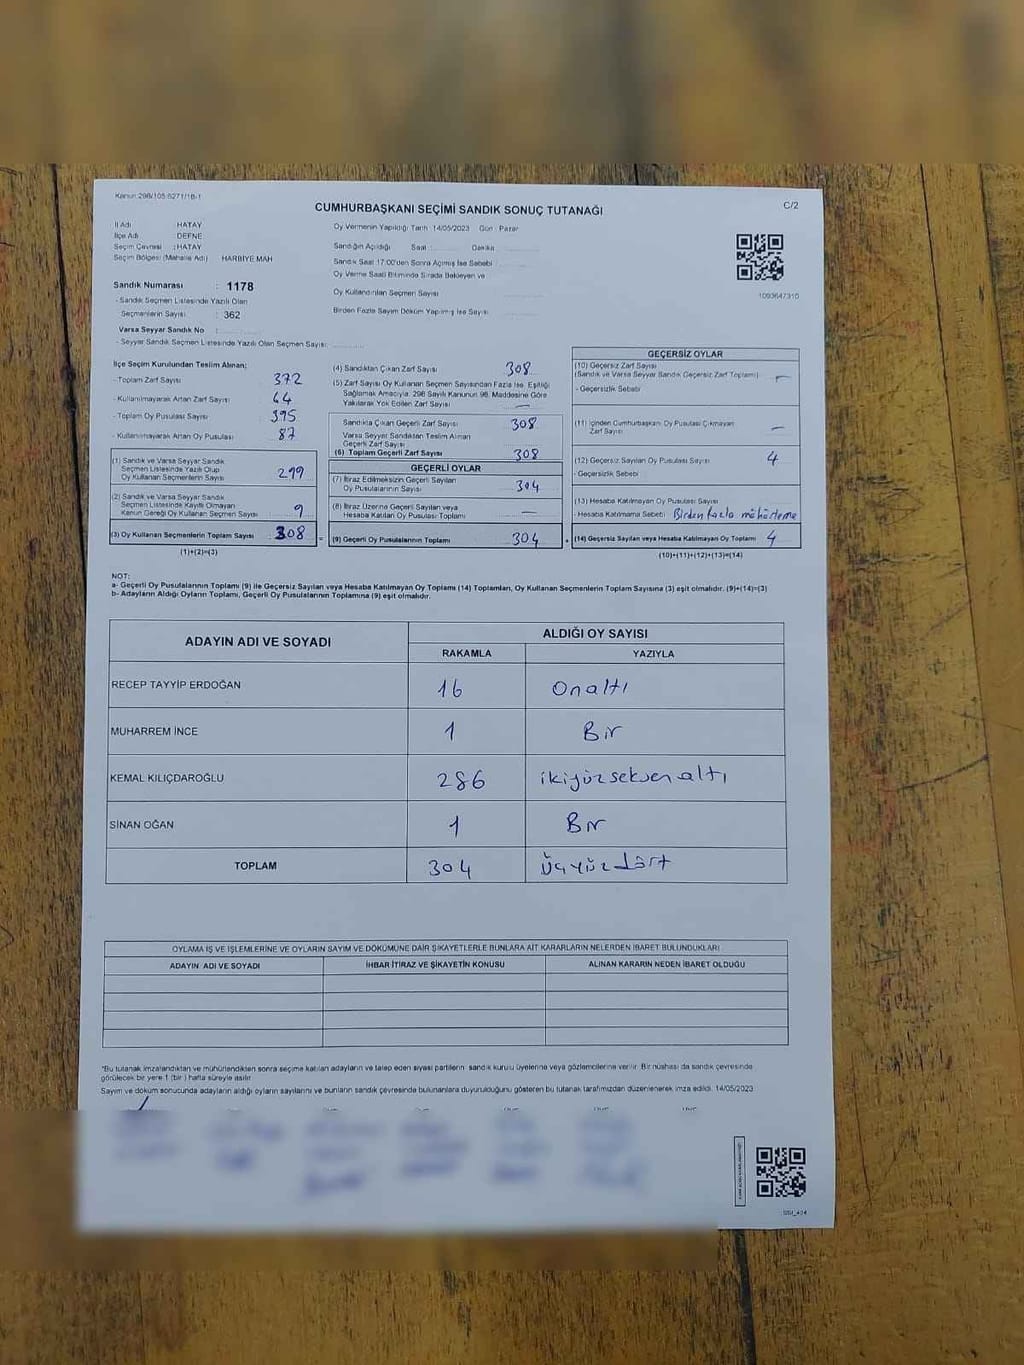 Kanun 298/105 6271/18-1
CUMHURBAŞKANI SEÇİMİ SANDIK SONUÇ TUTANAĞI
C/2
İl Adı : HATAY
İlçe Adı : DEFNE
Seçim Çevresi : HATAY
Seçim Bölgesi (Mahalle Adı) : HARBİYE MAH
Sandık Numarası : 1178
- Sandık Seçmen Listesinde Yazılı Olan
Seçmenlerin Sayısı : 362
Varsa Seyyar Sandık No :
- Seyyar Sandık Seçmen Listesinde Yazılı Olan Seçmen Sayısı:
Oy Vermenin Yapıldığı Tarih 14/05/2023 Gün : Pazar
Sandığın Açıldığı Saat : Dakika :
Sandık Saat 17:00'den Sonra Açılmış İse Sebebi
Oy Verme Saati Bitiminde Sırada Bekleyen ve
Oy Kullandırılan Seçmen Sayısı
Birden Fazla Sayım Döküm Yapılmış İse Sayısı
1093647310
İlçe Seçim Kurulundan Teslim Alınan;
- Toplam Zarf Sayısı 372
- Kullanılmayarak Artan Zarf Sayısı 64
- Toplam Oy Pusulası Sayısı 395
- Kullanılmayarak Artan Oy Pusulası 87
(1) Sandık ve Varsa Seyyar Sandık
Seçmen Listesinde Yazılı Olup
Oy Kullanan Seçmenlerin Sayısı 299
(2) Sandık ve Varsa Seyyar Sandık
Seçmen Listesinde Kayıtlı Olmayan
Kanun Gereği Oy Kullanan Seçmen Sayısı 9
(3) Oy Kullanan Seçmenlerin Toplam Sayısı : 308
(1)+(2)=(3)
(4) Sandıktan Çıkan Zarf Sayısı 308
(5) Zarf Sayısı Oy Kullanan Seçmen Sayısından Fazla İse, Eşitliği
Sağlamak Amacıyla; 298 Sayılı Kanunun 98. Maddesine Göre
Yakılarak Yok Edilen Zarf Sayısı —
Sandıkta Çıkan Geçerli Zarf Sayısı 308
Varsa Seyyar Sandıktan Teslim Alınan
Geçerli Zarf Sayısı
(6) Toplam Geçerli Zarf Sayısı 308
GEÇERLİ OYLAR
(7) İtiraz Edilmeksizin Geçerli Sayılan
Oy Pusulalarının Sayısı 304
(8) İtiraz Üzerine Geçerli Sayılan veya
Hesaba Katılan Oy Pusulası Toplamı —
(9) Geçerli Oy Pusulalarının Toplamı 304
GEÇERSİZ OYLAR
(10) Geçersiz Zarf Sayısı
(Sandık ve Varsa Seyyar Sandık Geçersiz Zarf Toplamı) —
- Geçersizlik Sebebi
(11) İçinden Cumhurbaşkanı Oy Pusulası Çıkmayan
Zarf Sayısı —
(12) Geçersiz Sayılan Oy Pusulası Sayısı 4
- Geçersizlik Sebebi
(13) Hesaba Katılmayan Oy Pusulası Sayısı
- Hesaba Katılmama Sebebi : Birden fazla mühürleme
(14) Geçersiz Sayılan veya Hesaba Katılmayan Oy Toplamı 4
(10)+(11)+(12)+(13)=(14)
NOT:
a- Geçerli Oy Pusulalarının Toplamı (9) ile Geçersiz Sayılan veya Hesaba Katılmayan Oy Toplamı (14) Toplamları, Oy Kullanan Seçmenlerin Toplam Sayısına (3) eşit olmalıdır. (9)+(14)=(3)
b- Adayların Aldığı Oyların Toplamı, Geçerli Oy Pusulalarının Toplamına (9) eşit olmalıdır.
ADAYIN ADI VE SOYADI
ALDIĞI OY SAYISI
RAKAMLA YAZIYLA
RECEP TAYYİP ERDOĞAN 16 Onaltı
MUHARREM İNCE 1 Bir
KEMAL KILIÇDAROĞLU 286 ikiyüzseksenaltı
SİNAN OĞAN 1 Bir
TOPLAM 304 Üçyüzdört
OYLAMA İŞ VE İŞLEMLERİNE VE OYLARIN SAYIM VE DÖKÜMÜNE DAİR ŞİKAYETLERLE BUNLARA AİT KARARLARIN NELERDEN İBARET BULUNDUKLARI
ADAYIN ADI VE SOYADI İHBAR İTİRAZ VE ŞİKAYETİN KONUSU ALINAN KARARIN NEDEN İBARET OLDUĞU
*Bu tutanak imzalandıktan ve mühürlendikten sonra seçime katılan adayların ve talep eden siyasi partilerin sandık kurulu üyelerine veya gözlemcilerine verilir. Bir nüshası da sandık çevresinde
görülecek bir yere 1 (bir) hafta süreyle asılır
Sayım ve döküm sonucunda adayların aldığı oyların sayılarını ve bunların sandık çevresinde bulunanlara duyurulduğunu gösteren bu tutanak tarafımızdan düzenlenerek imza edildi. 14/05/2023